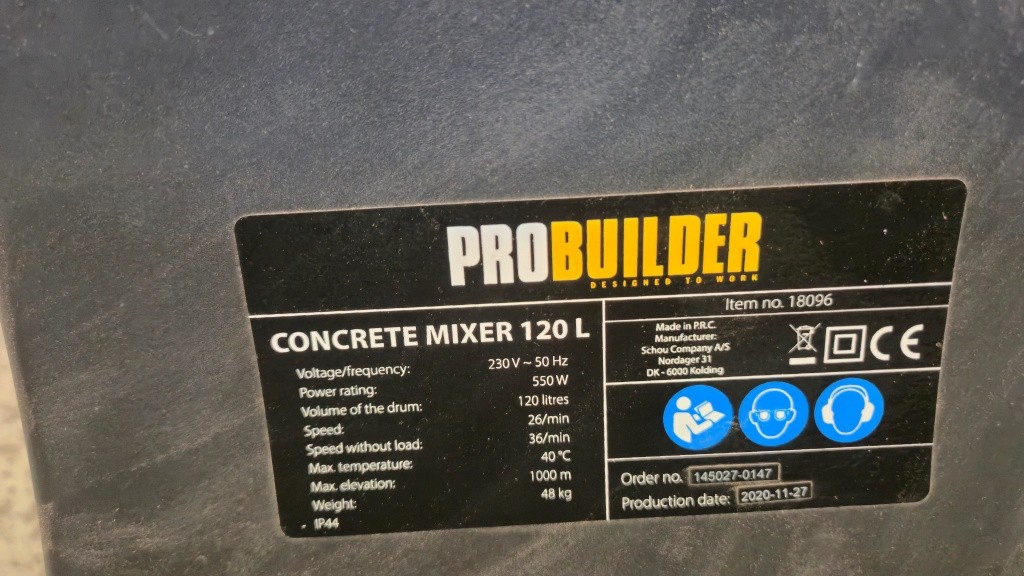 PROBUILDER
DESIGNED TO WORK
CONCRETE MIXER 120 L
Voltage/frequency: 230 V ~ 50 Hz
Power rating: 550 W
Volume of the drum: 120 litres
Speed: 26/min
Speed without load: 36/min
Max. temperature: 40 °C
Max. elevation: 1000 m
Weight: 48 kg
IP44
Item no. 18096
Made in P.R.C.
Manufacturer:
Schou Company A/S
Nordager 31
DK - 6000 Kolding
CE
Order no. 145027-0147
Production date: 2020-11-27